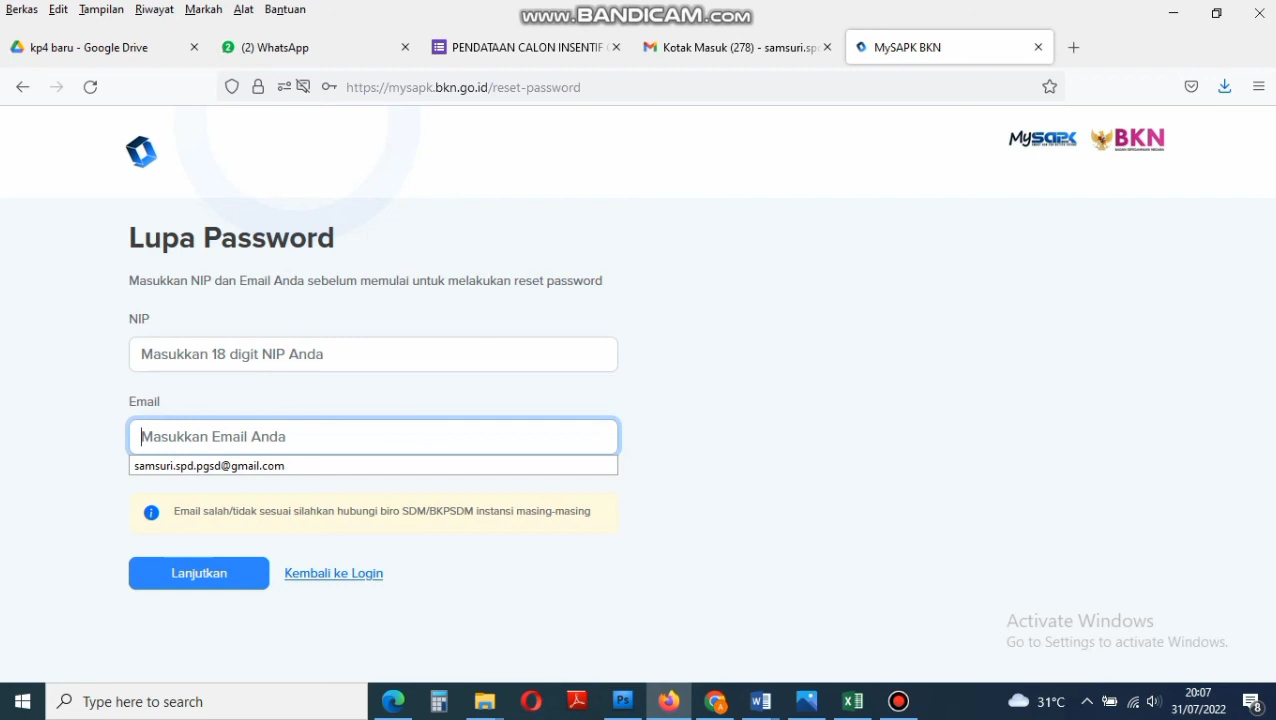 Berkas Edit Tampilan Riwayat Markah Alat Bantuan
www.BANDICAM.com
kp4 baru - Google Drive
2 (2) WhatsApp
PENDATAAN CALON INSENTIF
Kotak Masuk (278) - samsuri.sp
MySAPK BKN
https://mysapk.bkn.go.id/reset-password
MySAPK
BKN
Lupa Password
Masukkan NIP dan Email Anda sebelum memulai untuk melakukan reset password
NIP
Masukkan 18 digit NIP Anda
Email
Masukkan Email Anda
samsuri.spd.pgsd@gmail.com
Email salah/tidak sesuai silahkan hubungi biro SDM/BKPSDM instansi masing-masing
Lanjutkan Kembali ke Login
Activate Windows
Go to Settings to activate Windows.
Type here to search
31°C
20:07
31/07/2022
8